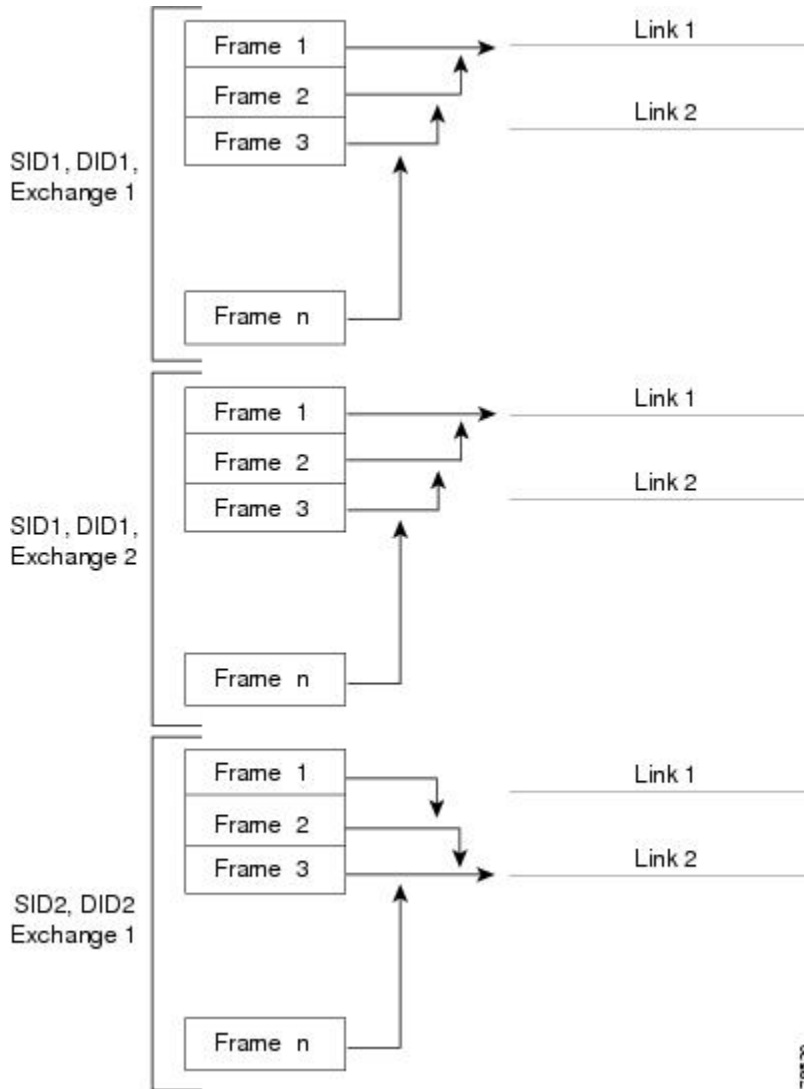 Frame 1
Link 1
Frame 2
Link 2
Frame 3
SID1, DID1,
Exchange 1
Frame n
Frame 1
Link 1
Frame 2
Link 2
Frame 3
SID1, DID1,
Exchange 2
Frame n
Frame 1
Link 1
Frame 2
Link 2
Frame 3
SID2, DID2
Exchange 1
Frame n